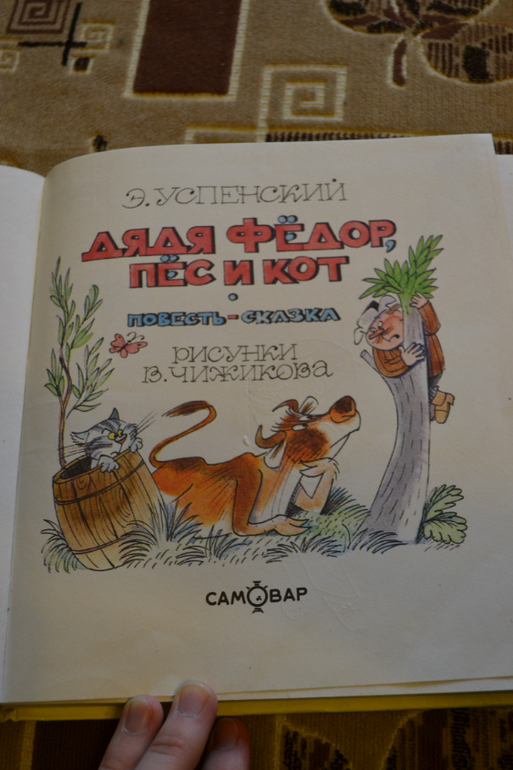 Э. УСПЕНСКИЙ
ДЯДЯ ФЁДОР,
ПЁС И КОТ
•
ПОВЕСТЬ-СКАЗКА
РИСУНКИ
В. ЧИЖИКОВА
САМОВАР